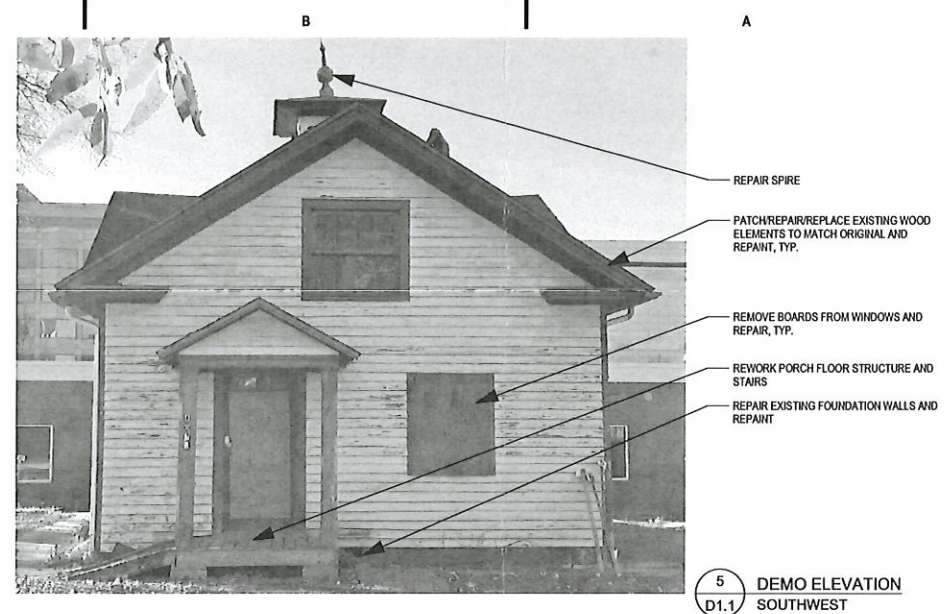 B
A
REPAIR SPIRE
PATCH/REPAIR/REPLACE EXISTING WOOD
ELEMENTS TO MATCH ORIGINAL AND
REPAINT, TYP.
REMOVE BOARDS FROM WINDOWS AND
REPAIR, TYP.
REWORK PORCH FLOOR STRUCTURE AND
STAIRS
REPAIR EXISTING FOUNDATION WALLS AND
REPAINT
5
D1.1
DEMO ELEVATION
SOUTHWEST